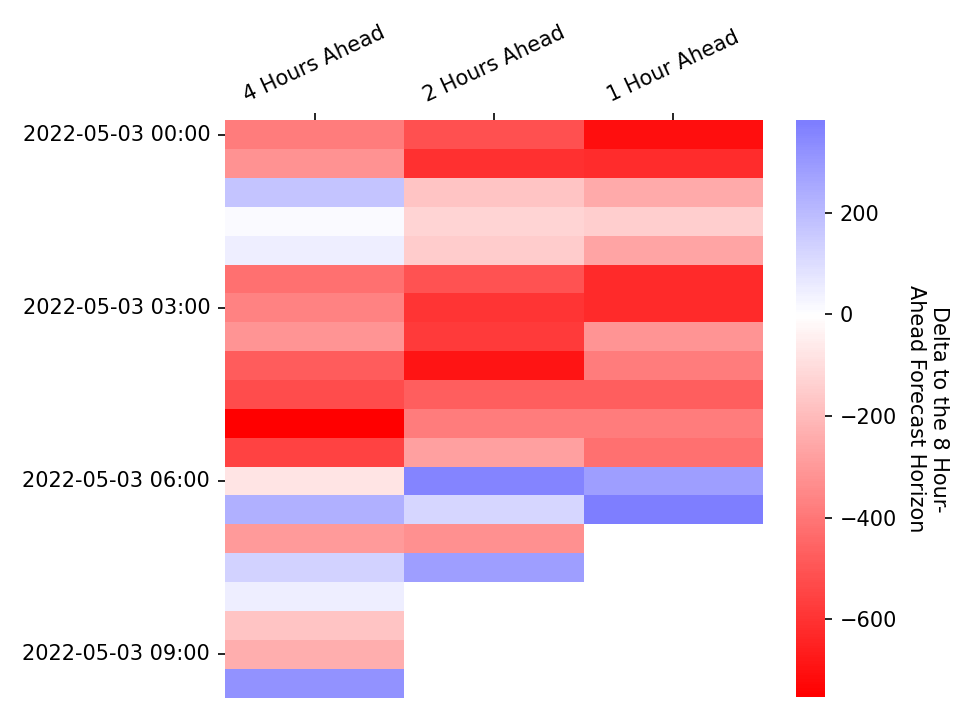 4 Hours Ahead
2 Hours Ahead
1 Hour Ahead
2022-05-03 00:00
2022-05-03 03:00
2022-05-03 06:00
2022-05-03 09:00
200
0
−200
−400
−600
Delta to the 8 Hour-
Ahead Forecast Horizon